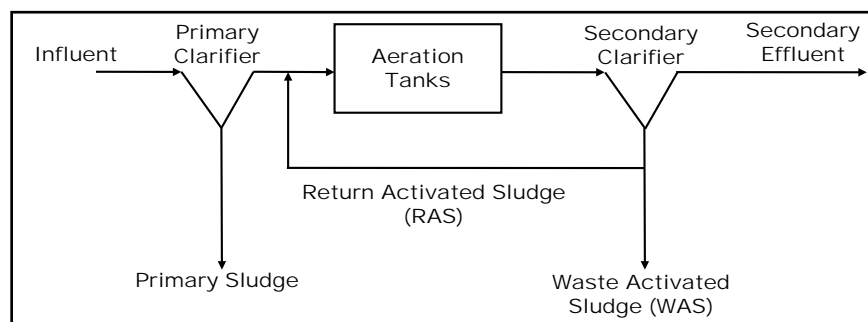 Influent
Primary
Clarifier
Aeration
Tanks
Secondary
Clarifier
Secondary
Effluent
Return Activated Sludge
(RAS)
Primary Sludge
Waste Activated
Sludge (WAS)